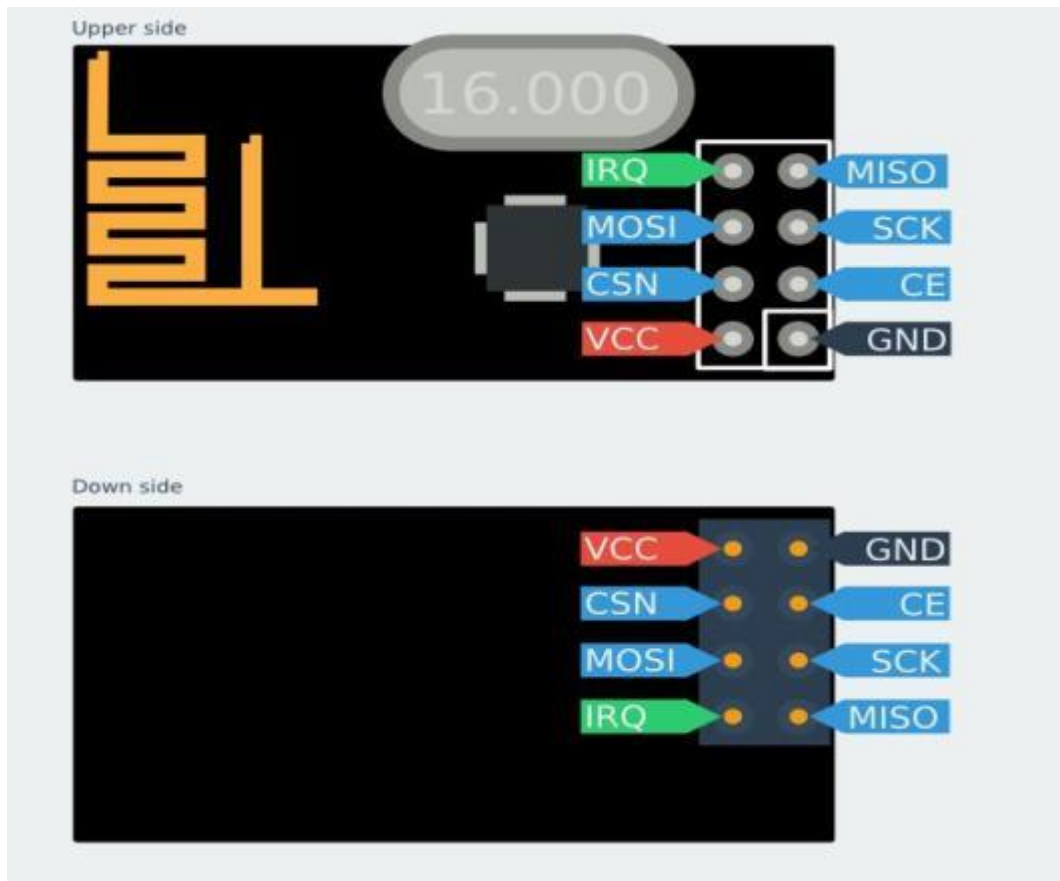 Upper side
16.000
IRQ MISO
MOSI SCK
CSN CE
VCC GND
Down side
VCC GND
CSN CE
MOSI SCK
IRQ MISO